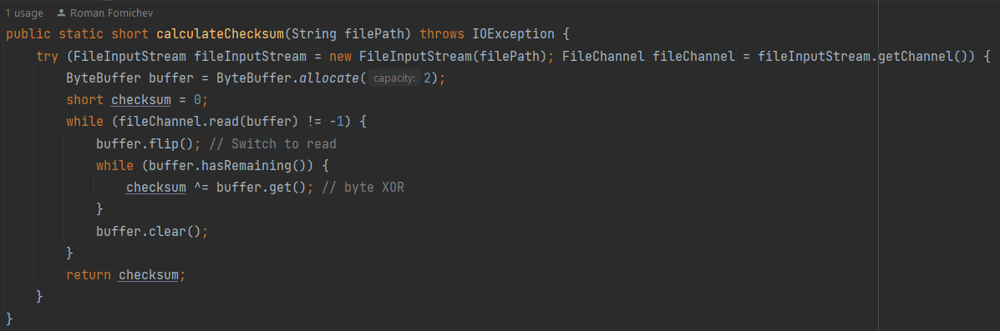 1 usage Roman Fomichev
public static short calculateChecksum(String filePath) throws IOException {
try (FileInputStream fileInputStream = new FileInputStream(filePath); FileChannel fileChannel = fileInputStream.getChannel()) {
ByteBuffer buffer = ByteBuffer.allocate( capacity: 2);
short checksum = 0;
while (fileChannel.read(buffer) != -1) {
buffer.flip(); // Switch to read
while (buffer.hasRemaining()) {
checksum ^= buffer.get(); // byte XOR
}
buffer.clear();
}
return checksum;
}
}